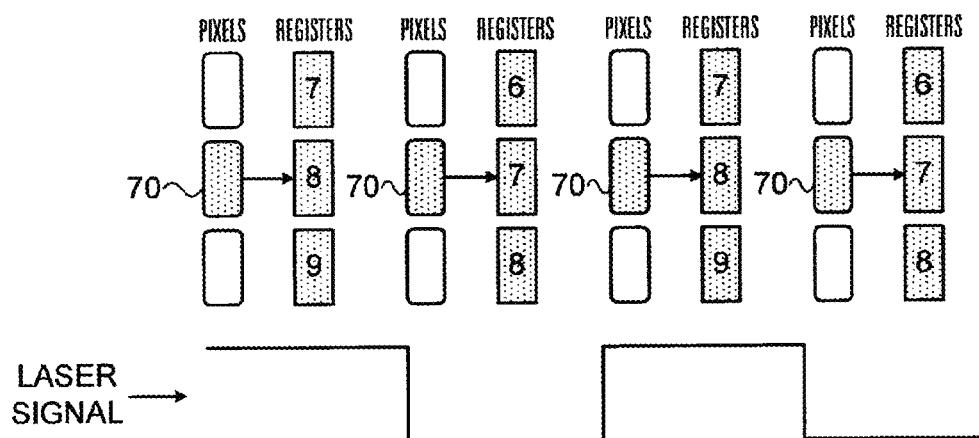 PIXELS REGISTERS PIXELS REGISTERS PIXELS REGISTERS PIXELS REGISTERS
7 6 7 6
70 8 70 7 70 8 70 7
9 8 9 8
LASER
SIGNAL